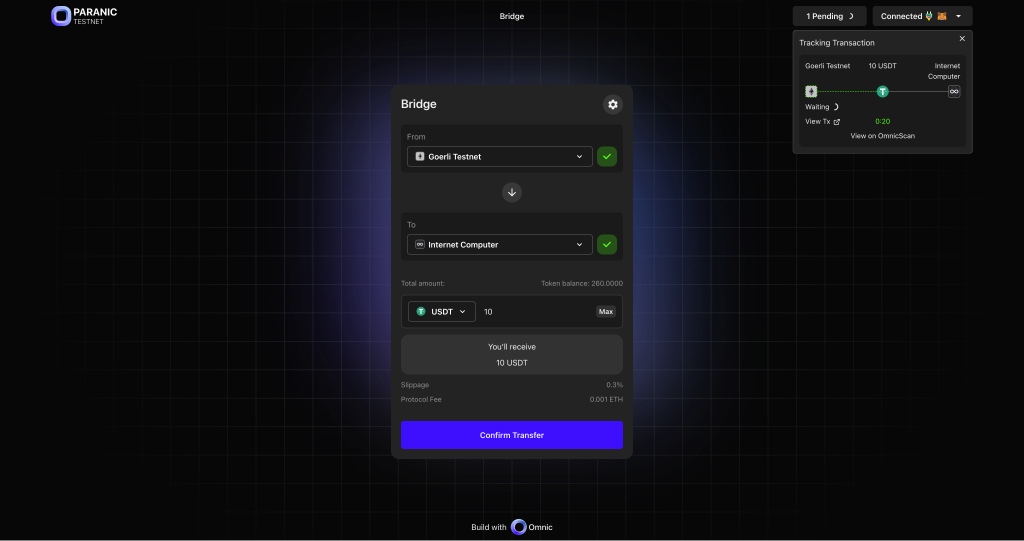 PARANIC
TESTNET
Bridge
1 Pending
Connected
Tracking Transaction
Goerli Testnet 10 USDT Internet Computer
Waiting
View Tx 0:20
View on OmnicScan
Bridge
From
Goerli Testnet
To
Internet Computer
Total amount: Token balance: 260.0000
USDT 10 Max
You'll receive
10 USDT
Slippage 0.3%
Protocol Fee 0.001 ETH
Confirm Transfer
Build with Omnic